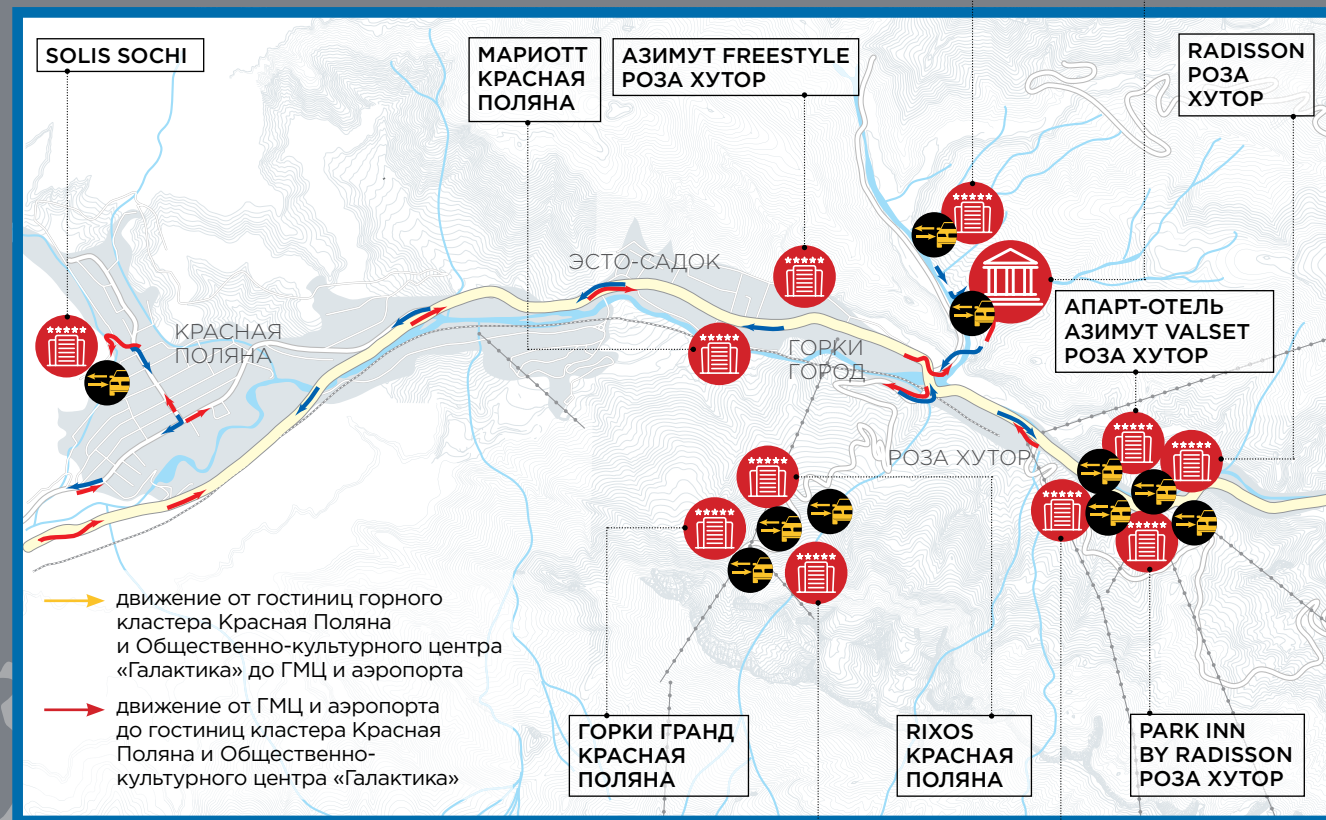 SOLIS SOCHI
МАРИОТТ
КРАСНАЯ
ПОЛЯНА
АЗИМУТ FREESTYLE
РОЗА ХУТОР
RADISSON
РОЗА
ХУТОР
ЭСТО-САДОК
КРАСНАЯ
ПОЛЯНА
ГОРКИ
ГОРОД
АПАРТ-ОТЕЛЬ
АЗИМУТ VALSET
РОЗА ХУТОР
РОЗА ХУТОР
движение от гостиниц горного
кластера Красная Поляна
и Общественно-культурного центра
«Галактика» до ГМЦ и аэропорта
движение от ГМЦ и аэропорта
до гостиниц кластера Красная
Поляна и Общественно-
культурного центра «Галактика»
ГОРКИ ГРАНД
КРАСНАЯ
ПОЛЯНА
RIXOS
КРАСНАЯ
ПОЛЯНА
PARK INN
BY RADISSON
РОЗА ХУТОР